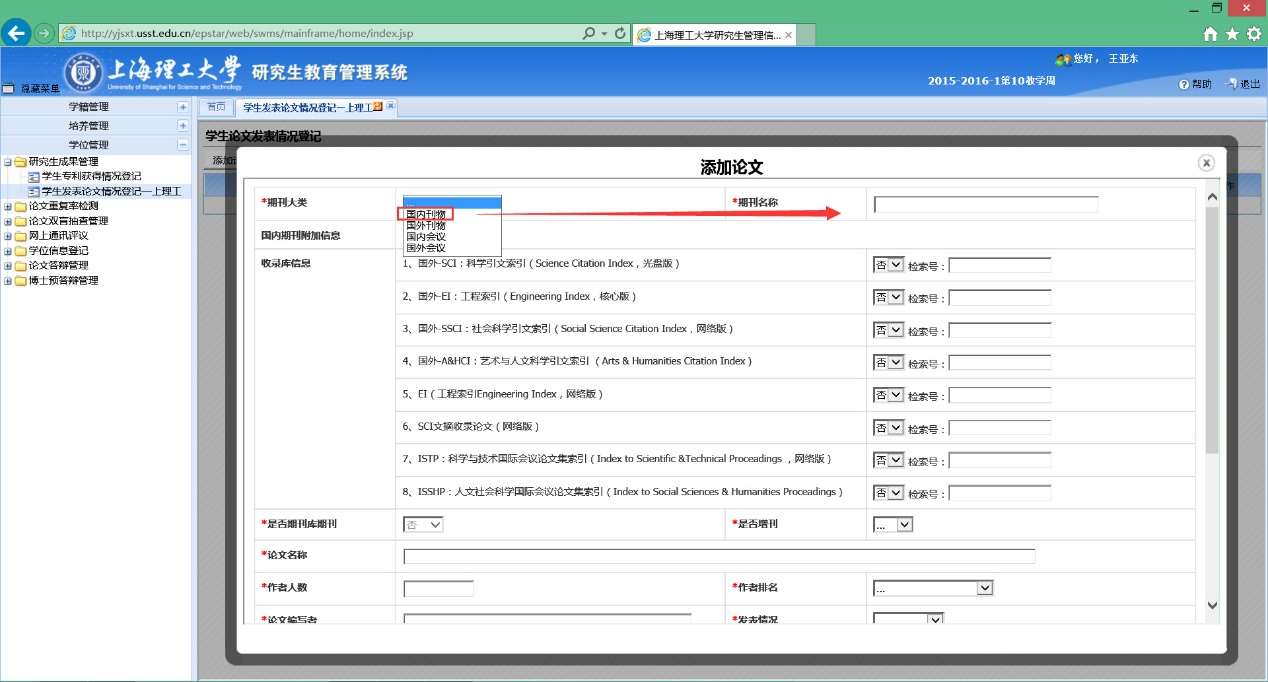 http://yjsxt.usst.edu.cn/epstar/web/swms/mainframe/home/index.jsp
上海理工大学研究生管理信...
上海理工大学 研究生教育管理系统
University of Shanghai for Science and Technology
您好， 王亚东
2015-2016-1第10教学周
隐藏菜单
帮助 退出
学籍管理
培养管理
学位管理
研究生成果管理
学生专利获得情况登记
学生发表论文情况登记—上理工
论文重复率检测
论文双盲抽查管理
网上通讯评议
学位信息登记
论文答辩管理
博士预答辩管理
首页 学生发表论文情况登记—上理工
学生论文发表情况登记
添加
作
添加论文
*期刊大类 ... *期刊名称
国内刊物
国外刊物
国内会议
国外会议
国内期刊附加信息
收录库信息
1、国外-SCI：科学引文索引（Science Citation Index，光盘版） 否 检索号：
2、国外-EI：工程索引（Engineering Index，核心版） 否 检索号：
3、国外-SSCI：社会科学引文索引（Social Science Citation Index，网络版） 否 检索号：
4、国外-A&HCI：艺术与人文科学引文索引 （Arts & Humanities Citation Index） 否 检索号：
5、EI（工程索引Engineering Index，网络版） 否 检索号：
6、SCI文摘收录论文（网络版） 否 检索号：
7、ISTP：科学与技术国际会议论文集索引（Index to Scientific &Technical Proceadings ，网络版） 否 检索号：
8、ISSHP：人文社会科学国际会议论文集索引（Index to Social Sciences & Humanities Proceadings） 否 检索号：
*是否期刊库期刊 否 *是否增刊 ...
*论文名称
*作者人数 *作者排名 ...
*论文编写者 *发表情况